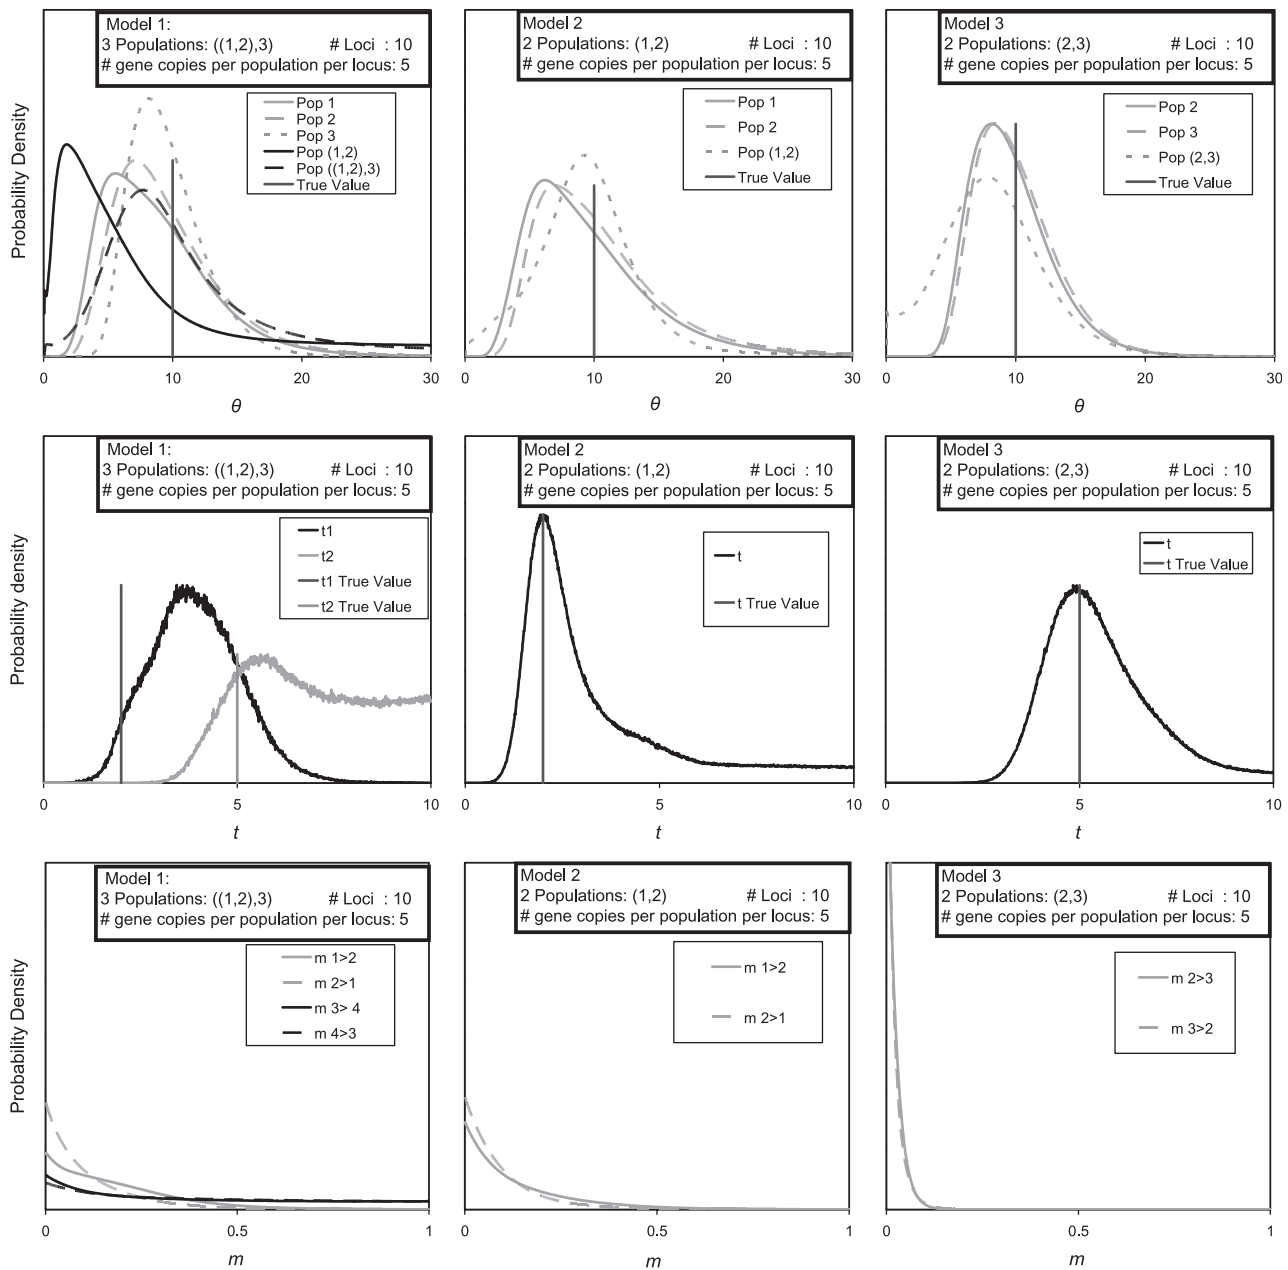 Model 1:
3 Populations: ((1,2),3) # Loci : 10
# gene copies per population per locus: 5
Pop 1
Pop 2
Pop 3
Pop (1,2)
Pop ((1,2),3)
True Value
Probability Density
0 10 20 30
θ
Model 2
2 Populations: (1,2) # Loci : 10
# gene copies per population per locus: 5
Pop 1
Pop 2
Pop (1,2)
True Value
0 10 20 30
θ
Model 3
2 Populations: (2,3) # Loci : 10
# gene copies per population per locus: 5
Pop 2
Pop 3
Pop (2,3)
True Value
0 10 20 30
θ
Model 1:
3 Populations: ((1,2),3) # Loci : 10
# gene copies per population per locus: 5
t1
t2
t1 True Value
t2 True Value
Probability density
0 5 10
t
Model 2
2 Populations: (1,2) # Loci : 10
# gene copies per population per locus: 5
t
t True Value
0 5 10
t
Model 3
2 Populations: (2,3) # Loci : 10
# gene copies per population per locus: 5
t
t True Value
0 5 10
t
Model 1:
3 Populations: ((1,2),3) # Loci : 10
# gene copies per population per locus: 5
m 1>2
m 2>1
m 3> 4
m 4>3
Probability Density
0 0.5 1
m
Model 2
2 Populations: (1,2) # Loci : 10
# gene copies per population per locus: 5
m 1>2
m 2>1
0 0.5 1
m
Model 3
2 Populations: (2,3) # Loci : 10
# gene copies per population per locus: 5
m 2>3
m 3>2
0 0.5 1
m